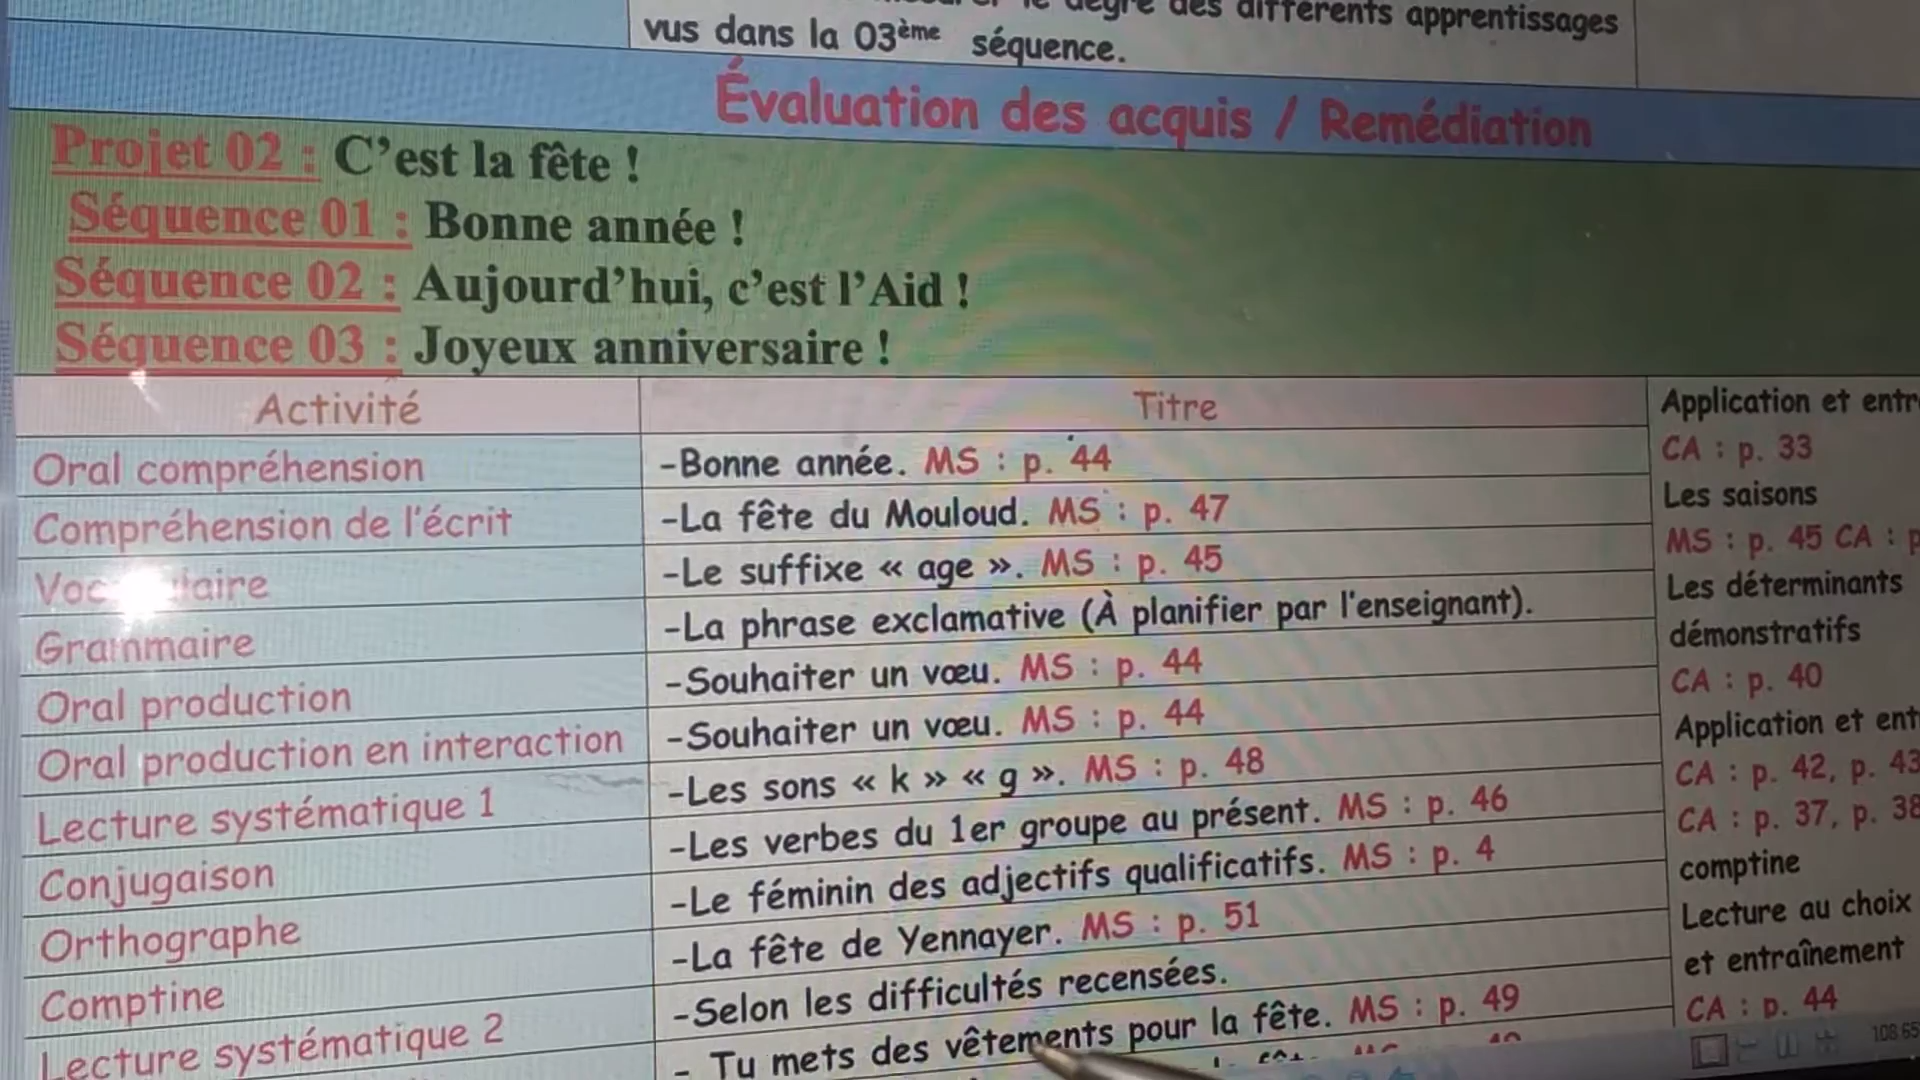 le degré des différents apprentissages
vus dans la 03ème séquence.
Évaluation des acquis / Remédiation
Projet 02 : C'est la fête !
Séquence 01 : Bonne année !
Séquence 02 : Aujourd'hui, c'est l'Aid !
Séquence 03 : Joyeux anniversaire !
Activité
Titre
Oral compréhension
Compréhension de l'écrit
Grammaire
Oral production
Oral production en interaction
Lecture systématique 1
Conjugaison
Orthographe
Comptine
Lecture systématique 2
-Bonne année. MS : p. 44
-La fête du Mouloud. MS : p. 47
-Le suffixe « age ». MS : p. 45
-La phrase exclamative (À planifier par l'enseignant).
-Souhaiter un vœu. MS : p. 44
-Souhaiter un vœu. MS : p. 44
-Les sons « k » « g ». MS : p. 48
-Les verbes du 1er groupe au présent. MS : p. 46
-Le féminin des adjectifs qualificatifs. MS : p. 4
-La fête de Yennayer. MS : p. 51
-Selon les difficultés recensées.
- Tu mets des vêtements pour la fête. MS : p. 49
Application et entr
CA : p. 33
Les saisons
MS : p. 45 CA : p
Les déterminants
démonstratifs
CA : p. 40
Application et ent
CA : p. 42, p. 43
CA : p. 37, p. 38
comptine
Lecture au choix
et entraînement
CA : p. 44
108 65